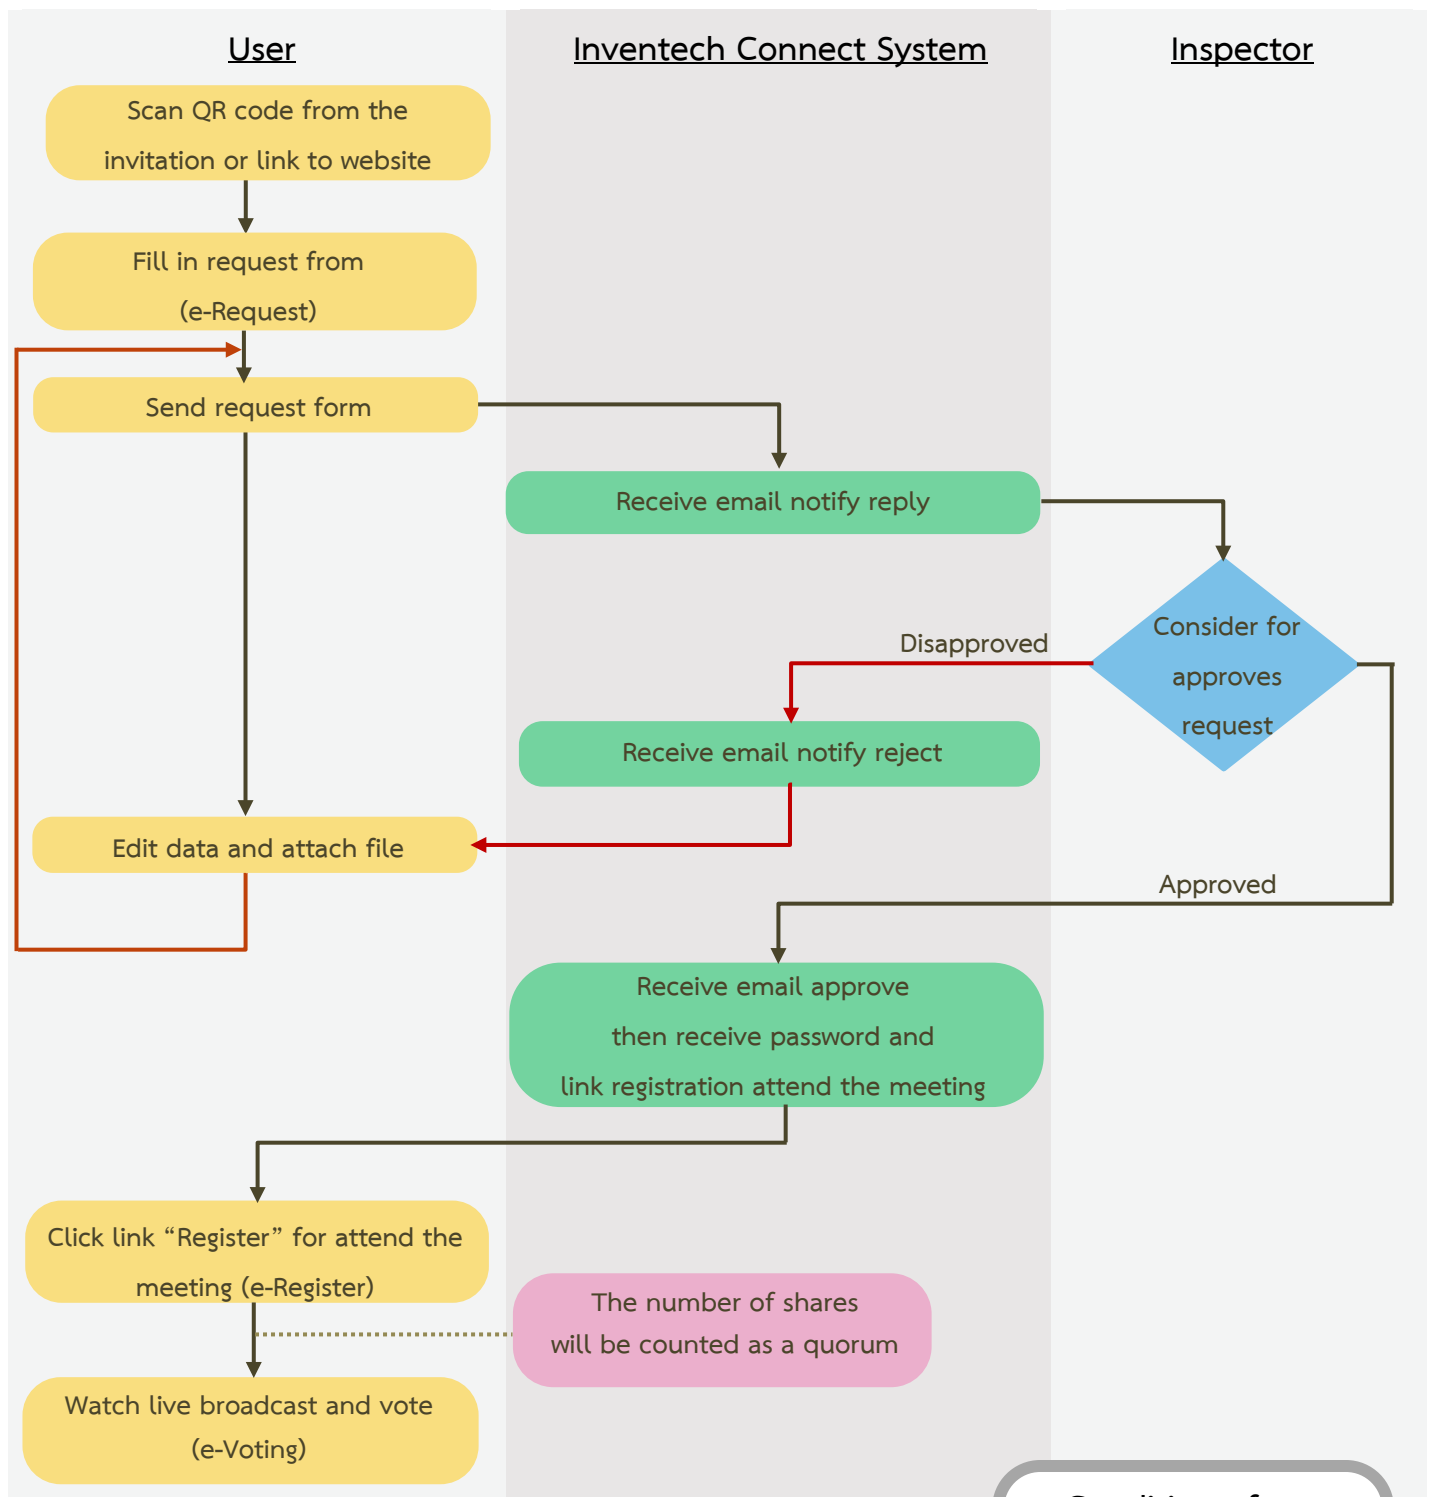 User
Inventech Connect System
Inspector
Scan QR code from the
invitation or link to website
Fill in request from
(e-Request)
Send request form
Receive email notify reply
Consider for
approves
request
Disapproved
Receive email notify reject
Edit data and attach file
Approved
Receive email approve
then receive password and
link registration attend the meeting
Click link “Register” for attend the
meeting (e-Register)
The number of shares
will be counted as a quorum
Watch live broadcast and vote
(e-Voting)